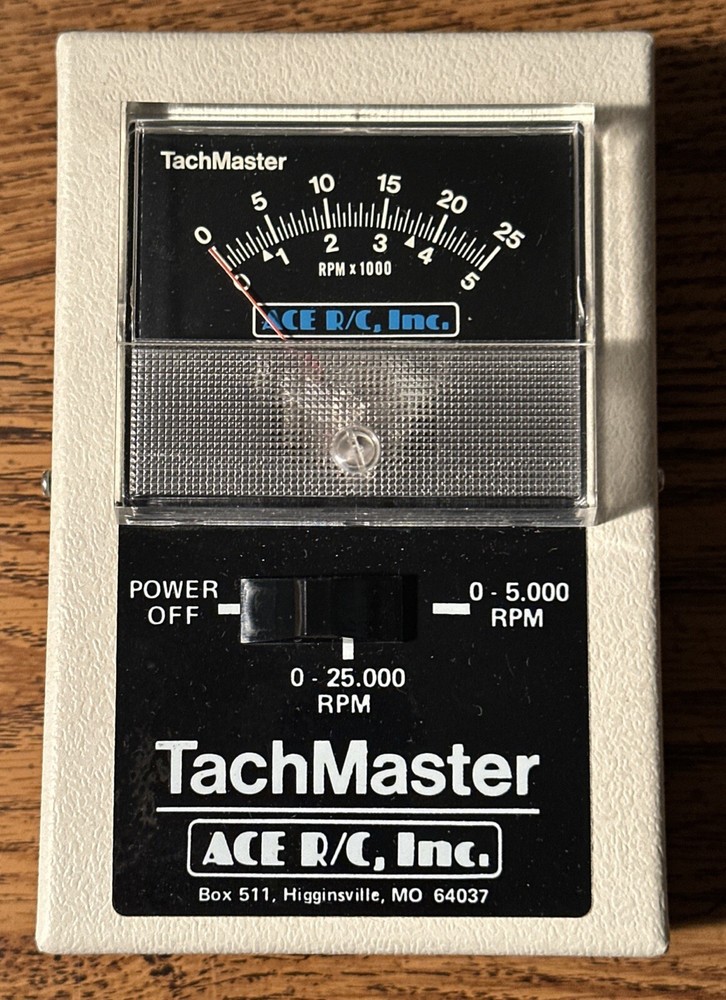 TachMaster
0 5 10 15 20 25
0 1 2 3 4 5
RPM x 1000
ACE R/C, Inc.
POWER OFF
0 - 5.000 RPM
0 - 25.000
RPM
TachMaster
ACE R/C, Inc.
Box 511, Higginsville, MO 64037